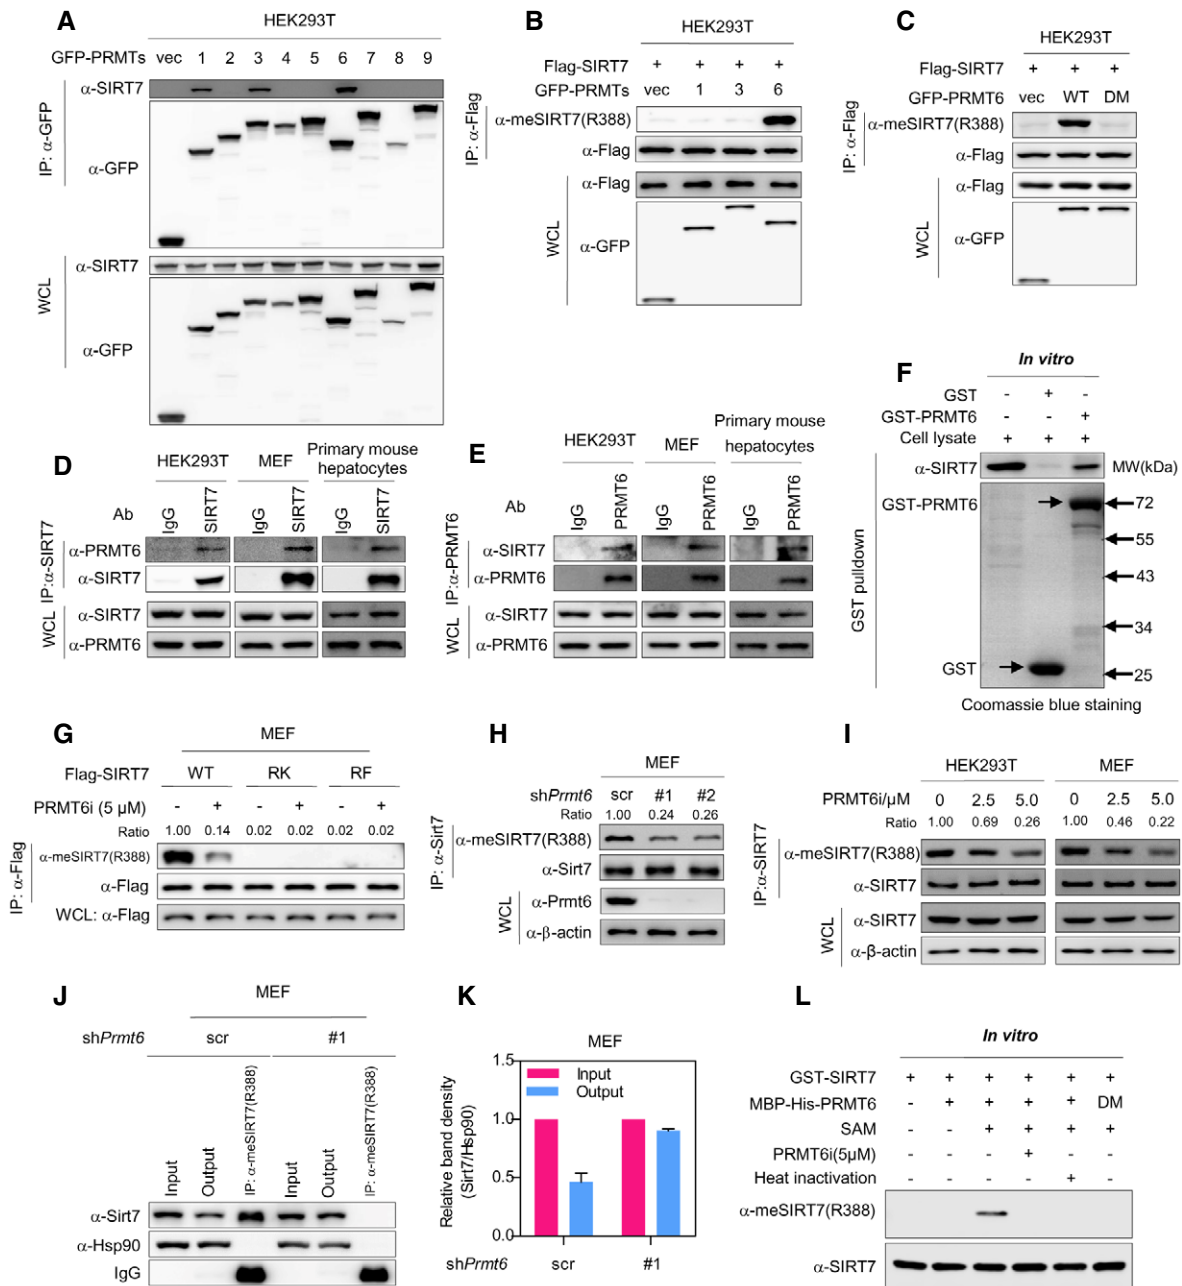 A
HEK293T
GFP-PRMTs vec 1 2 3 4 5 6 7 8 9
IP: α-GFP
α-SIRT7
α-GFP
WCL
α-SIRT7
α-GFP
B
HEK293T
Flag-SIRT7 + + + +
GFP-PRMTs vec 1 3 6
IP: α-Flag
α-meSIRT7(R388)
α-Flag
WCL
α-Flag
α-GFP
C
HEK293T
Flag-SIRT7 + + +
GFP-PRMT6 vec WT DM
IP: α-Flag
α-meSIRT7(R388)
α-Flag
WCL
α-Flag
α-GFP
D
HEK293T MEF Primary mouse hepatocytes
Ab IgG SIRT7 IgG SIRT7 IgG SIRT7
IP:α-SIRT7
α-PRMT6
α-SIRT7
WCL
α-SIRT7
α-PRMT6
E
HEK293T MEF Primary mouse hepatocytes
Ab IgG PRMT6 IgG PRMT6 IgG PRMT6
IP:α-PRMT6
α-SIRT7
α-PRMT6
WCL
α-SIRT7
α-PRMT6
F
In vitro
GST - + -
GST-PRMT6 - - +
Cell lysate + + +
GST pulldown
α-SIRT7 MW(kDa)
GST-PRMT6 72
55
43
34
GST 25
Coomassie blue staining
G
MEF
Flag-SIRT7 WT RK RF
PRMT6i (5 μM) - + - + - +
Ratio 1.00 0.14 0.02 0.02 0.02 0.02
IP: α-Flag
α-meSIRT7(R388)
α-Flag
WCL: α-Flag
H
MEF
shPrmt6 scr #1 #2
Ratio 1.00 0.24 0.26
IP: α-Sirt7
α-meSIRT7(R388)
α-Sirt7
WCL
α-Prmt6
α-β-actin
I
HEK293T MEF
PRMT6i/μM 0 2.5 5.0 0 2.5 5.0
Ratio 1.00 0.69 0.26 1.00 0.46 0.22
IP:α-SIRT7
α-meSIRT7(R388)
α-SIRT7
WCL
α-SIRT7
α-β-actin
J
MEF
shPrmt6 scr #1
Input Output IP: α-meSIRT7(R388) Input Output IP: α-meSIRT7(R388)
α-Sirt7
α-Hsp90
IgG
K
MEF
Relative band density
(Sirt7/Hsp90)
1.5
1.0
0.5
0.0
Input
Output
shPrmt6 scr #1
L
In vitro
GST-SIRT7 + + + + + +
MBP-His-PRMT6 - + + + + DM
SAM - - + + + +
PRMT6i(5μM) - - - + - -
Heat inactivation - - - - + -
α-meSIRT7(R388)
α-SIRT7